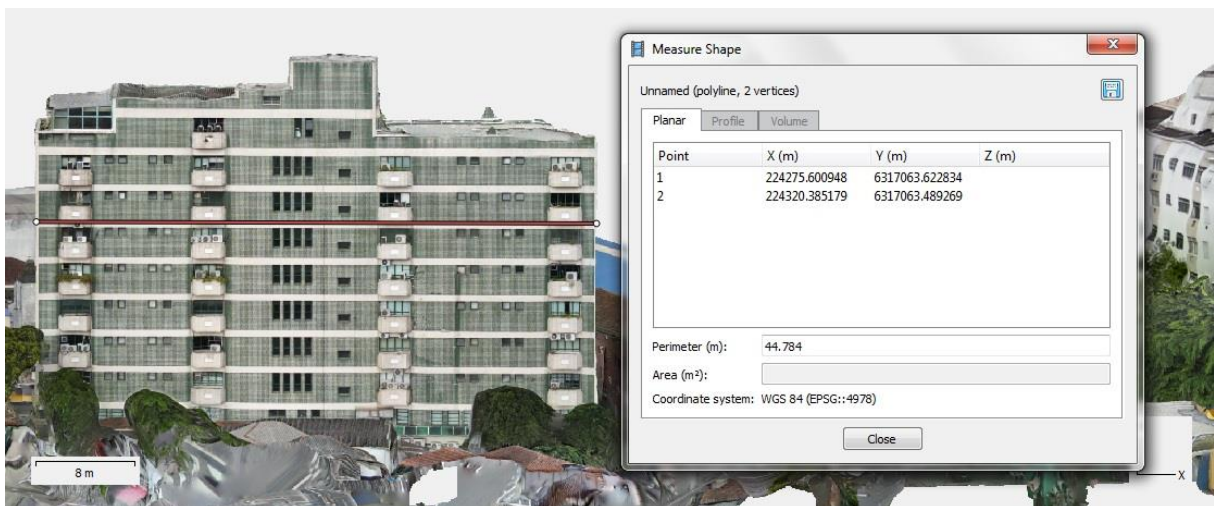 Measure Shape
Unnamed (polyline, 2 vertices)
Planar Profile Volume
Point X (m) Y (m) Z (m)
1 224275.600948 6317063.622834
2 224320.385179 6317063.489269
Perimeter (m): 44.784
Area (m²):
Coordinate system: WGS 84 (EPSG::4978)
Close
8 m
X